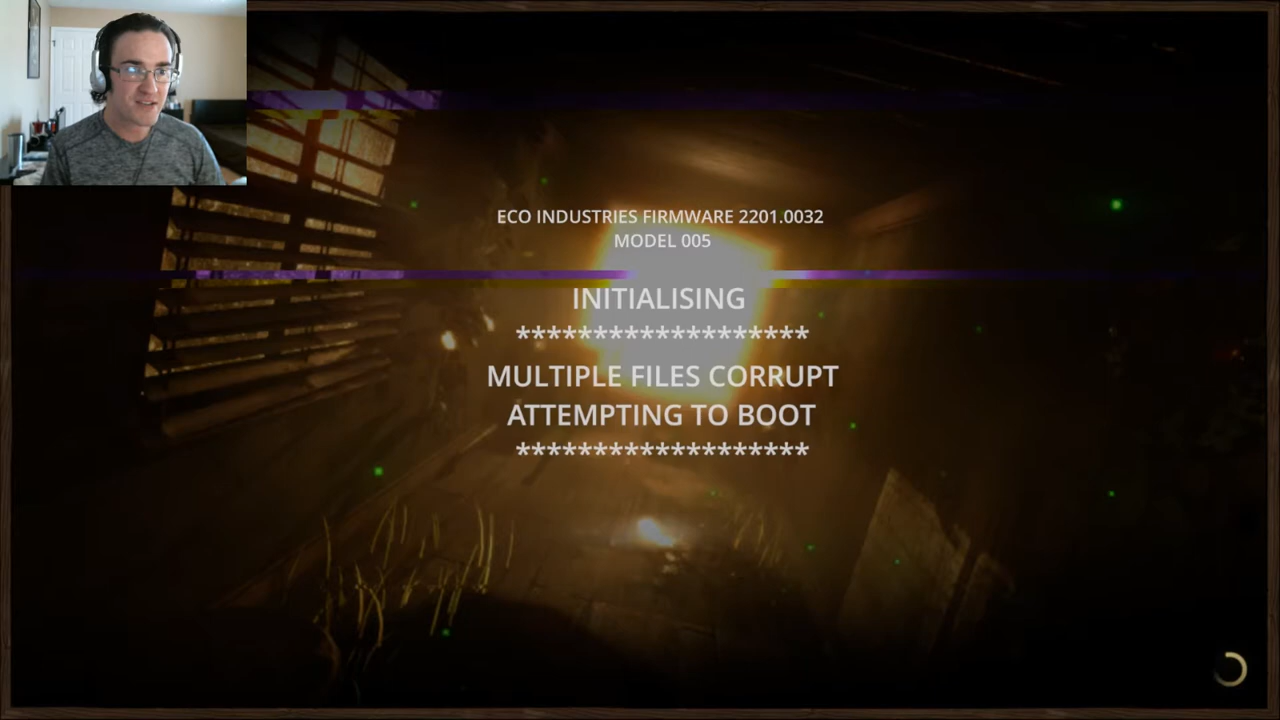 ECO INDUSTRIES FIRMWARE 2201.0032
MODEL 005
INITIALISING
*******************
MULTIPLE FILES CORRUPT
ATTEMPTING TO BOOT
*******************